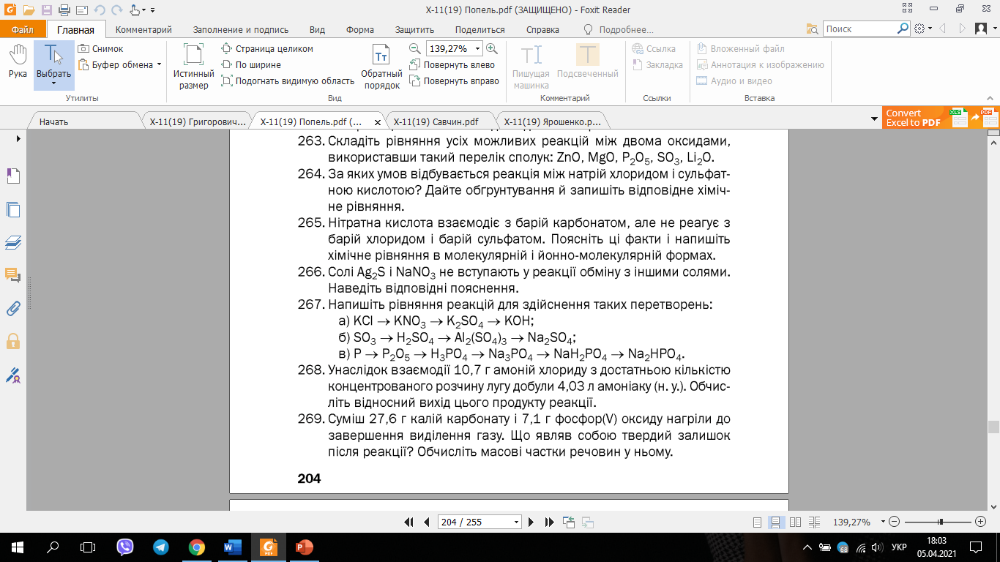 X-11(19) Попель.pdf (ЗАЩИЩЕНО) - Foxit Reader
Файл Главная Комментарий Заполнение и подпись Вид Форма Защитить Поделиться Справка Подробнее... Поиск
Рука
Выбрать
Снимок
Буфер обмена
Утилиты
Истинный размер
Страница целиком
По ширине
Подогнать видимую область
Обратный порядок
139,27%
Повернуть влево
Повернуть вправо
Вид
Пишущая машинка
Подсвеченный
Комментарий
Ссылка
Закладка
Ссылки
Вложенный файл
Аннотация к изображению
Аудио и видео
Вставка
Начать X-11(19) Григорович... X-11(19) Попель.pdf (... X-11(19) Савчин.pdf X-11(19) Ярошенко.p...
Convert
Excel to PDF
XLS PDF
263. Складіть рівняння усіх можливих реакцій між двома оксидами,
використавши такий перелік сполук: ZnO, MgO, P₂O₅, SO₃, Li₂O.
264. За яких умов відбувається реакція між натрій хлоридом і сульфат-
ною кислотою? Дайте обґрунтування й запишіть відповідне хіміч-
не рівняння.
265. Нітратна кислота взаємодіє з барій карбонатом, але не реагує з
барій хлоридом і барій сульфатом. Поясніть ці факти і напишіть
хімічне рівняння в молекулярній і йонно-молекулярній формах.
266. Солі Ag₂S і NaNO₃ не вступають у реакції обміну з іншими солями.
Наведіть відповідні пояснення.
267. Напишіть рівняння реакцій для здійснення таких перетворень:
а) KCl → KNO₃ → K₂SO₄ → KOH;
б) SO₃ → H₂SO₄ → Al₂(SO₄)₃ → Na₂SO₄;
в) P → P₂O₅ → H₃PO₄ → Na₃PO₄ → NaH₂PO₄ → Na₂HPO₄.
268. Унаслідок взаємодії 10,7 г амоній хлориду з достатньою кількістю
концентрованого розчину лугу добули 4,03 л амоніаку (н. у.). Обчис-
літь відносний вихід цього продукту реакції.
269. Суміш 27,6 г калій карбонату і 7,1 г фосфор(V) оксиду нагріли до
завершення виділення газу. Що являв собою твердий залишок
після реакції? Обчисліть масові частки речовин у ньому.
204
204 / 255
139,27%
68 УКР
18:03
05.04.2021